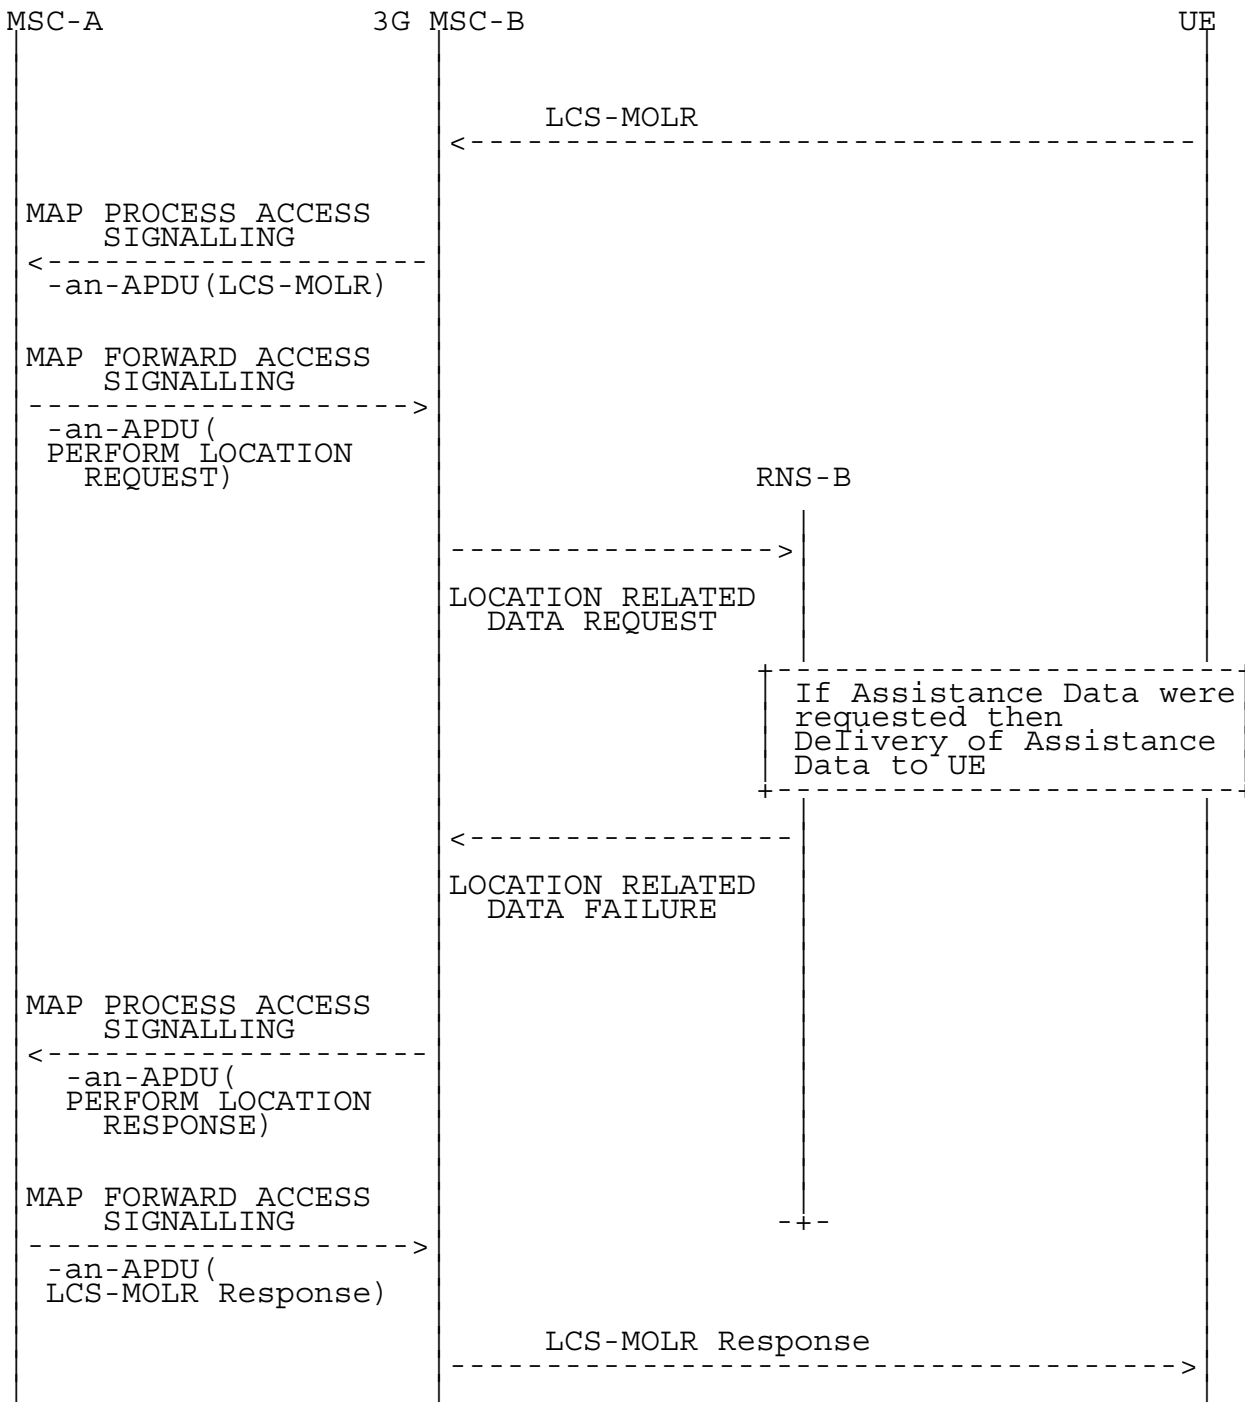 MSC-A 3G MSC-B UE
LCS-MOLR
MAP PROCESS ACCESS
SIGNALLING
-an-APDU(LCS-MOLR)
MAP FORWARD ACCESS
SIGNALLING
-an-APDU(
PERFORM LOCATION
REQUEST)
RNS-B
LOCATION RELATED
DATA REQUEST
If Assistance Data were
requested then
Delivery of Assistance
Data to UE
LOCATION RELATED
DATA FAILURE
MAP PROCESS ACCESS
SIGNALLING
-an-APDU(
PERFORM LOCATION
RESPONSE)
MAP FORWARD ACCESS
SIGNALLING
-an-APDU(
LCS-MOLR Response)
LCS-MOLR Response